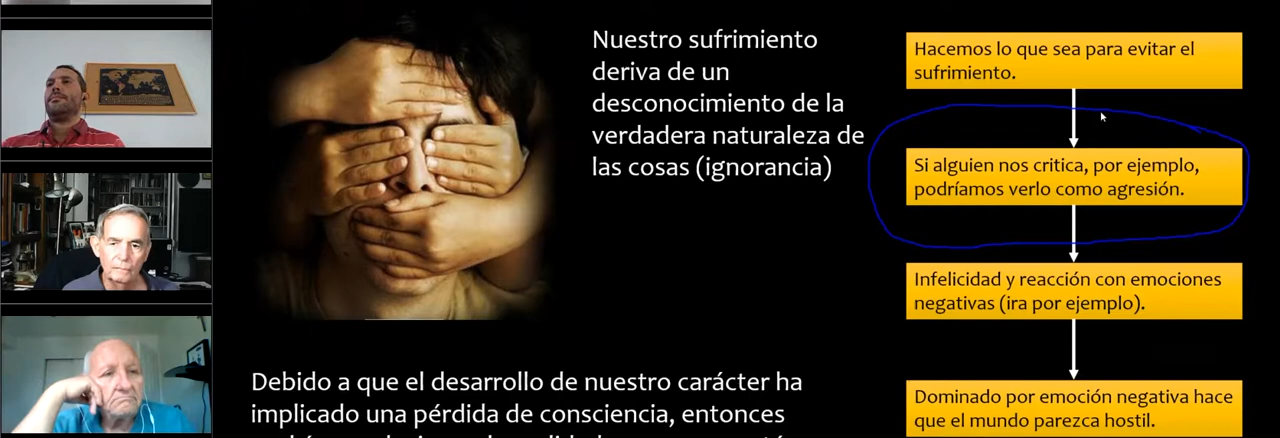 Nuestro sufrimiento
deriva de un
desconocimiento de la
verdadera naturaleza de
las cosas (ignorancia)
Debido a que el desarrollo de nuestro carácter ha
implicado una pérdida de consciencia, entonces
Hacemos lo que sea para evitar el
sufrimiento.
Si alguien nos critica, por ejemplo,
podríamos verlo como agresión.
Infelicidad y reacción con emociones
negativas (ira por ejemplo).
Dominado por emoción negativa hace
que el mundo parezca hostil.